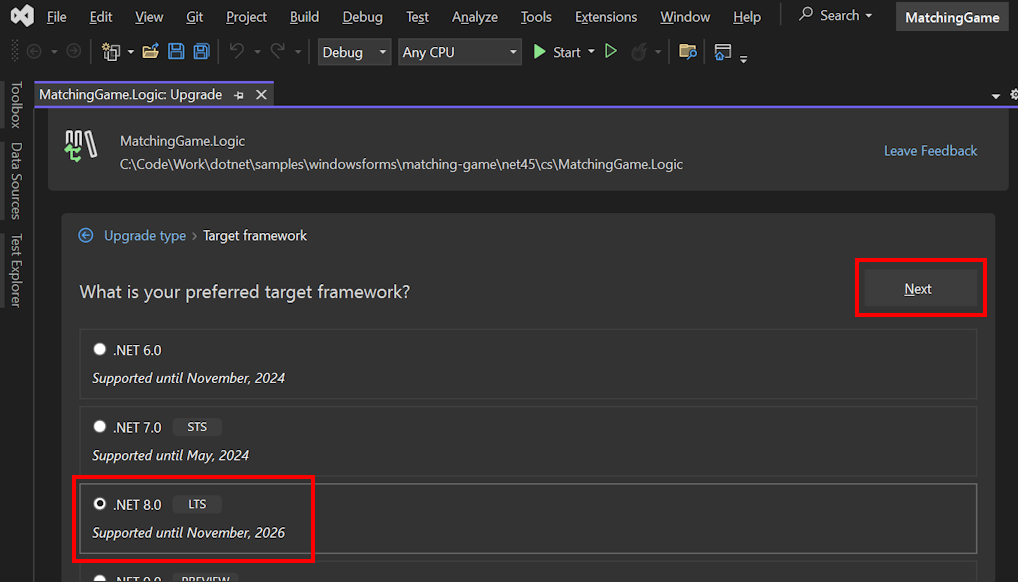 File Edit View Git Project Build Debug Test Analyze Tools Extensions Window Help Search MatchingGame
Debug Any CPU Start
MatchingGame.Logic: Upgrade
Toolbox
Data Sources
Test Explorer
MatchingGame.Logic
C:\Code\Work\dotnet\samples\windowsforms\matching-game\net45\cs\MatchingGame.Logic
Leave Feedback
Upgrade type › Target framework
What is your preferred target framework?
Next
.NET 6.0
Supported until November, 2024
.NET 7.0 STS
Supported until May, 2024
.NET 8.0 LTS
Supported until November, 2026
.NET 9.0 PREVIEW